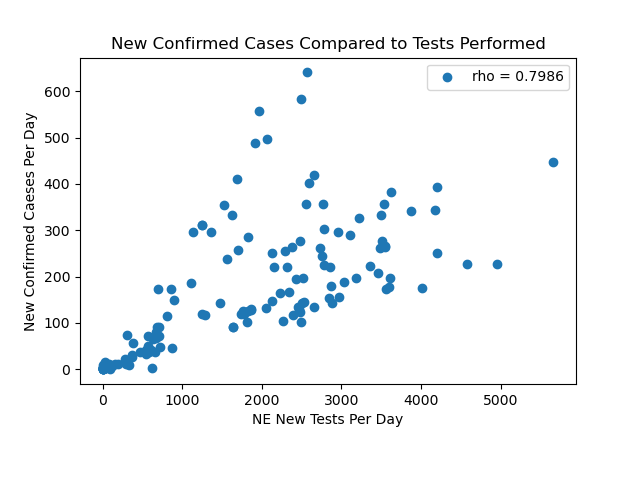 New Confirmed Cases Compared to Tests Performed
rho = 0.7986
600
500
400
300
200
100
0
New Confirmed Caeses Per Day
0 1000 2000 3000 4000 5000
NE New Tests Per Day